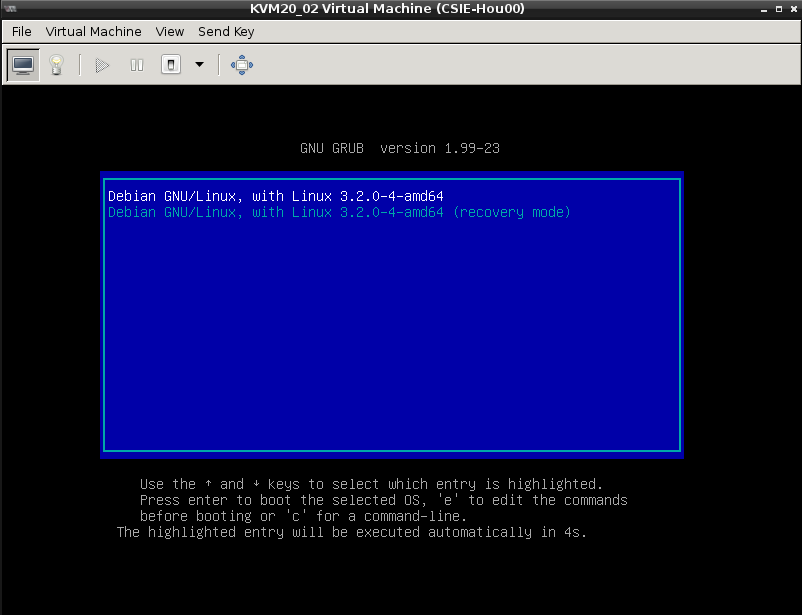 KVM20_02 Virtual Machine (CSIE-Hou00)
File Virtual Machine View Send Key
GNU GRUB version 1.99-23
Debian GNU/Linux, with Linux 3.2.0-4-amd64
Debian GNU/Linux, with Linux 3.2.0-4-amd64 (recovery mode)
Use the ↑ and ↓ keys to select which entry is highlighted.
Press enter to boot the selected OS, 'e' to edit the commands
before booting or 'c' for a command-line.
The highlighted entry will be executed automatically in 4s.